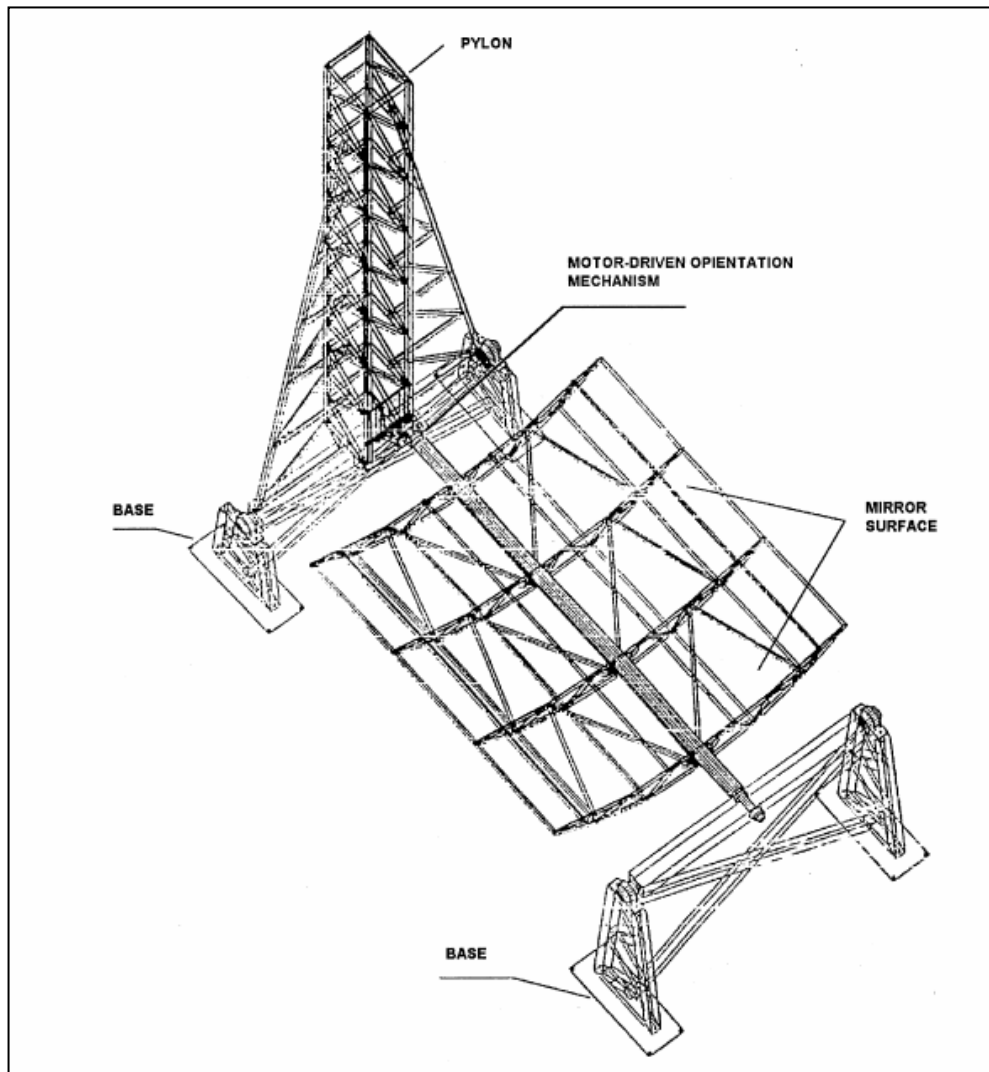 PYLON
MOTOR-DRIVEN OPIENTATION
MECHANISM
BASE
MIRROR
SURFACE
BASE